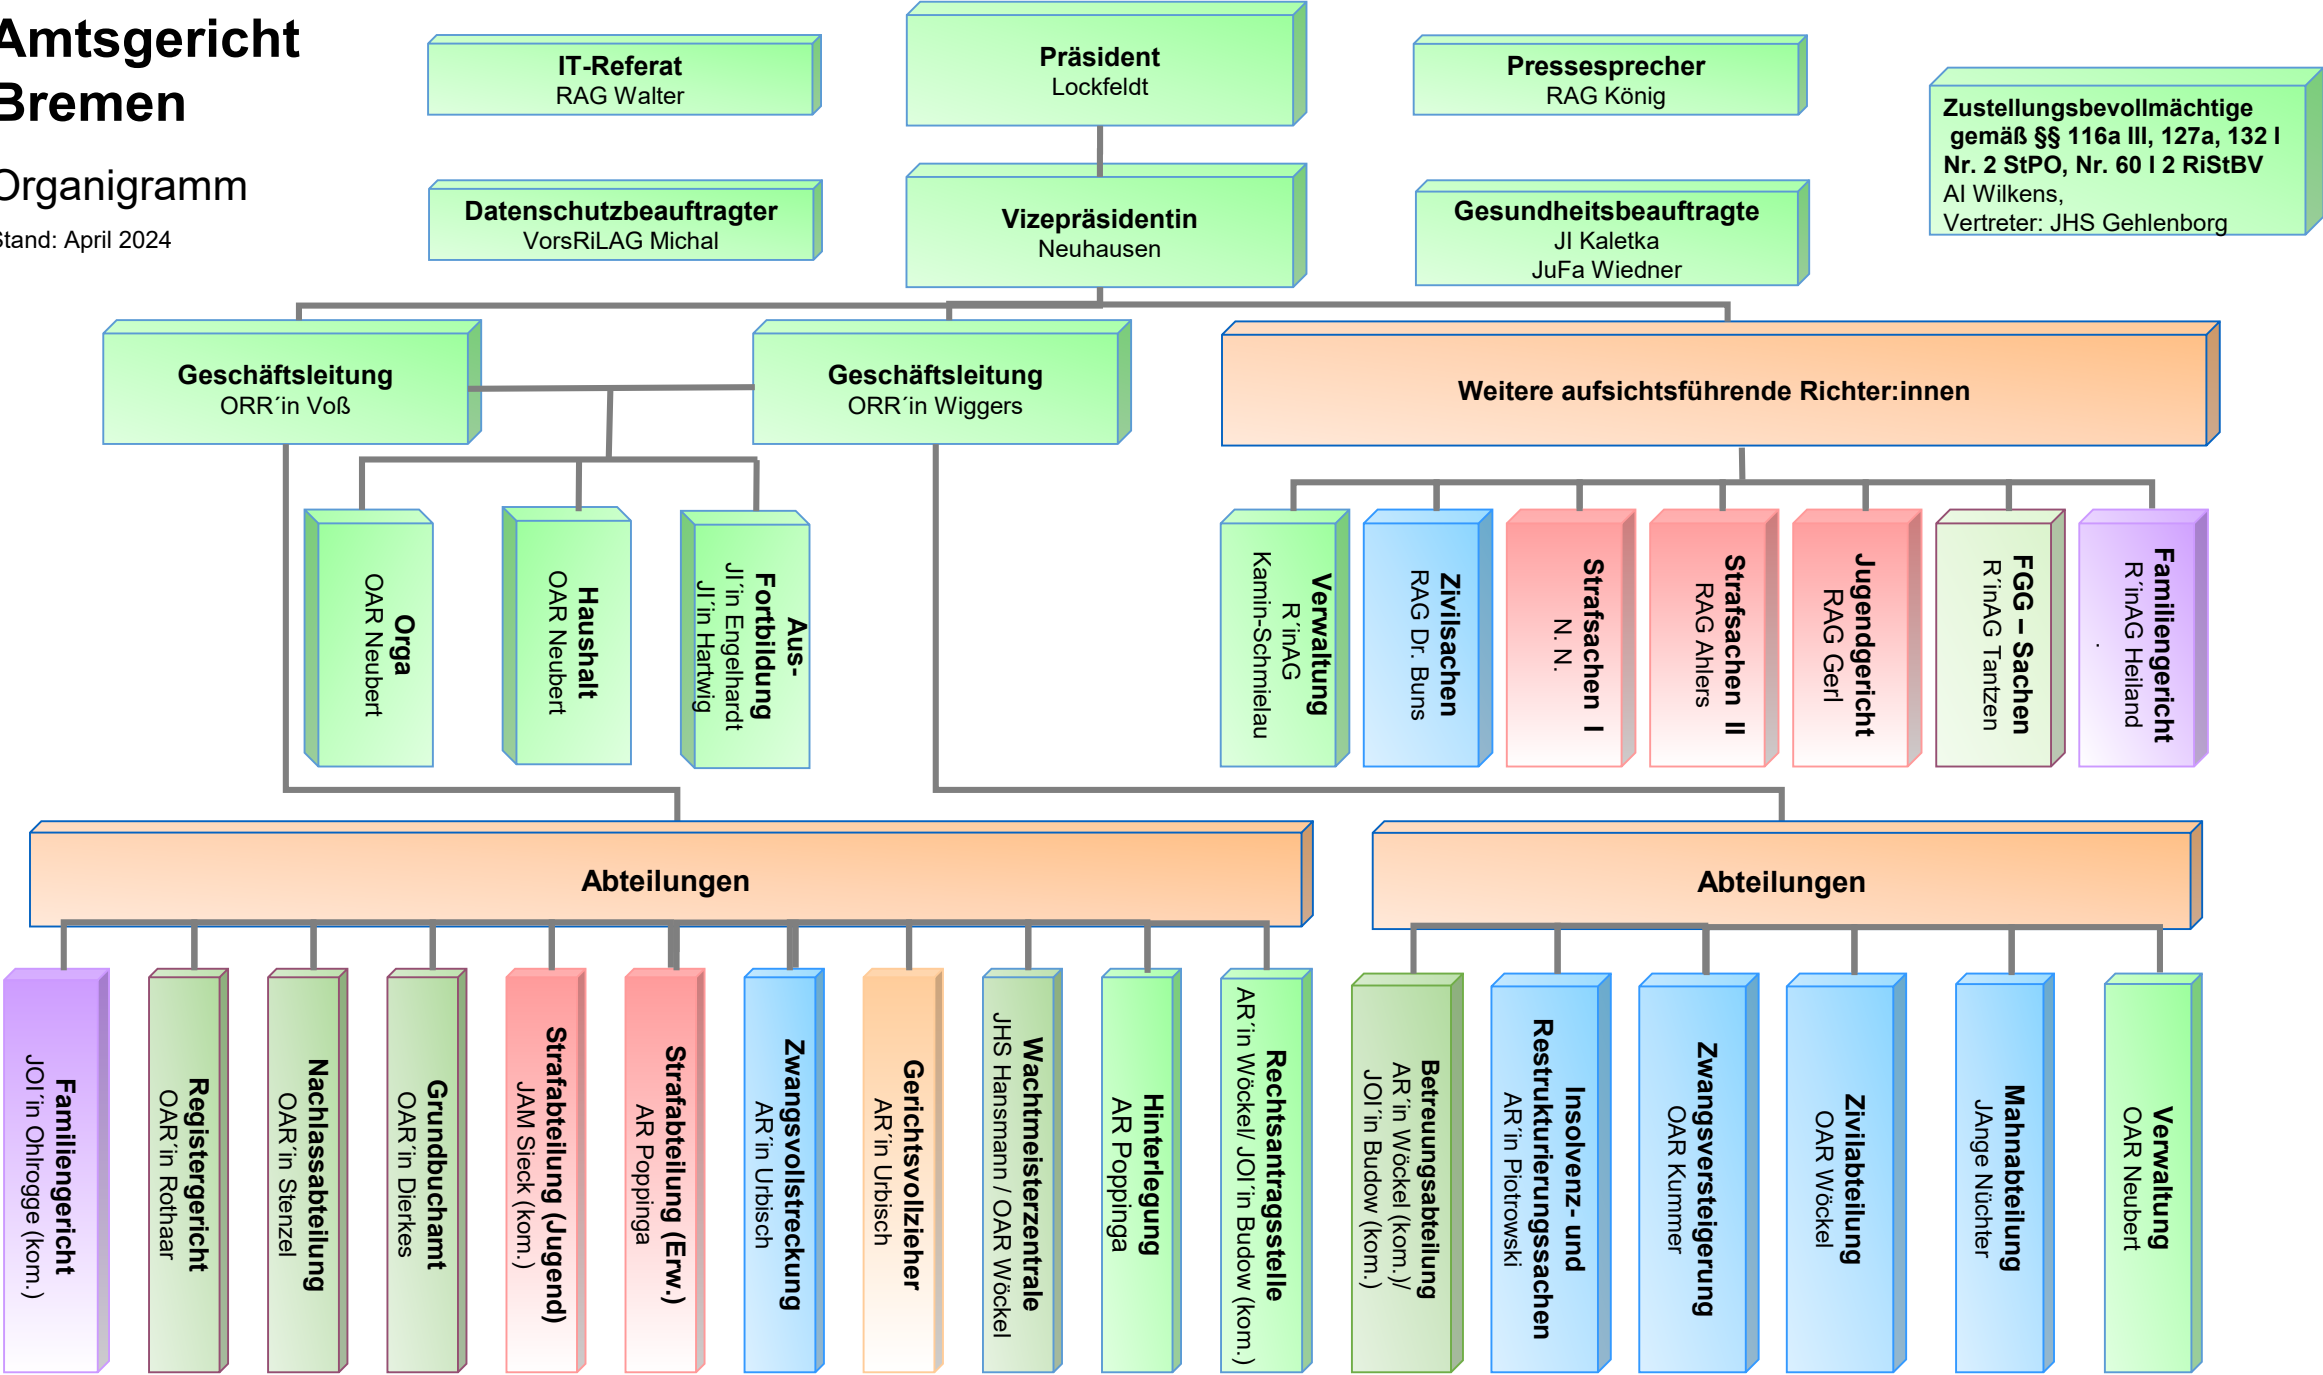 Amtsgericht
Bremen
Organigramm
Stand: April 2024
IT-Referat
RAG Walter
Präsident
Lockfeldt
Pressesprecher
RAG König
Zustellungsbevollmächtige
gemäß §§ 116a III, 127a, 132 I
Nr. 2 StPO, Nr. 60 I 2 RiStBV
AI Wilkens,
Vertreter: JHS Gehlenborg
Datenschutzbeauftragter
VorsRiLAG Michal
Vizepräsidentin
Neuhausen
Gesundheitsbeauftragte
JI Kaletka
JuFa Wiedner
Geschäftsleitung
ORR´in Voß
Geschäftsleitung
ORR´in Wiggers
Weitere aufsichtsführende Richter:innen
Orga
OAR Neubert
Haushalt
OAR Neubert
Aus-
Fortbildung
JI´in Engelhardt
JI´in Hartwig
Verwaltung
R´inAG
Kamin-Schmielau
Zivilsachen
RAG Dr. Buns
Strafsachen I
N. N.
Strafsachen II
RAG Ahlers
Jugendgericht
RAG Gerl
FGG – Sachen
R´inAG Tantzen
Familiengericht
R´inAG Heiland
.
Abteilungen
Abteilungen
Familiengericht
JOI´in Ohlrogge (kom.)
Registergericht
OAR´in Rothaar
Nachlassabteilung
OAR´in Stenzel
Grundbuchamt
OAR´in Dierkes
Strafabteilung (Jugend)
JAM Sieck (kom.)
Strafabteilung (Erw.)
AR Poppinga
Zwangsvollstreckung
AR´in Urbisch
Gerichtsvollzieher
AR´in Urbisch
Wachtmeisterzentrale
JHS Hansmann / OAR Wöckel
Hinterlegung
AR Poppinga
Rechtsantragsstelle
AR´in Wöckel/ JOI´in Budow (kom.)
Betreuungsabteilung
AR´in Wöckel (kom.)/
JOI´in Budow (kom.)
Insolvenz- und
Restrukturierungssachen
AR´in Piotrowski
Zwangsversteigerung
OAR Kummer
Zivilabteilung
OAR Wöckel
Mahnabteilung
JAnge Nüchter
Verwaltung
OAR Neubert